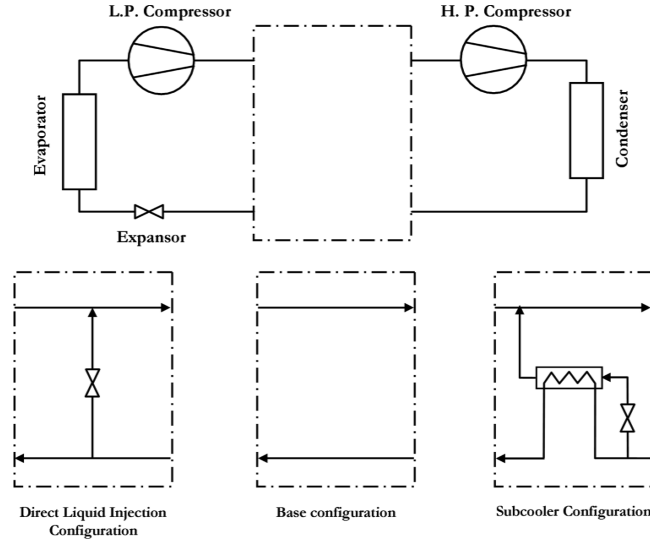 L.P. Compressor
H. P. Compressor
Evaporator
Condenser
Expansor
Direct Liquid Injection
Configuration
Base configuration
Subcooler Configuration